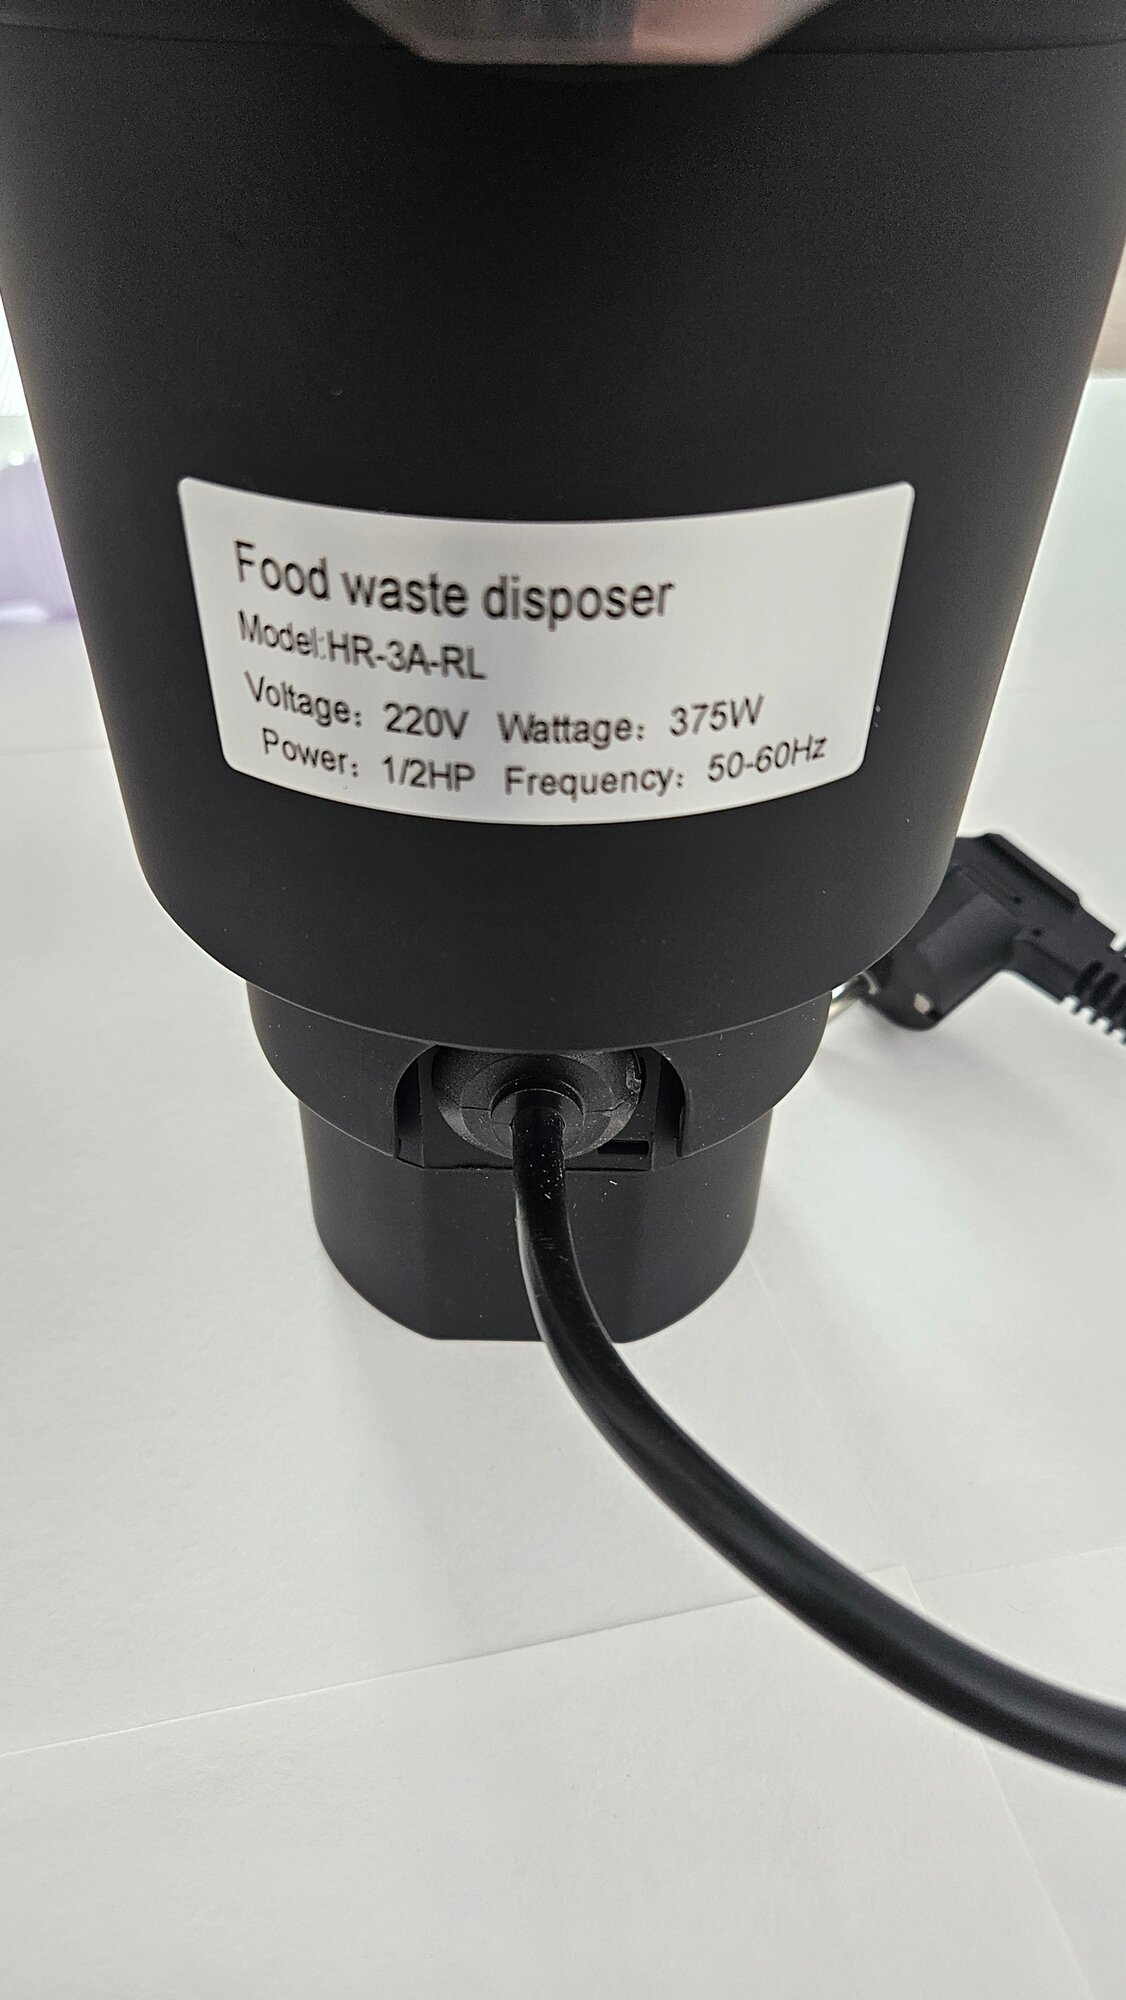 Food waste disposer
Model:HR-3A-RL
Voltage：220V Wattage：375W
Power：1/2HP Frequency：50-60Hz